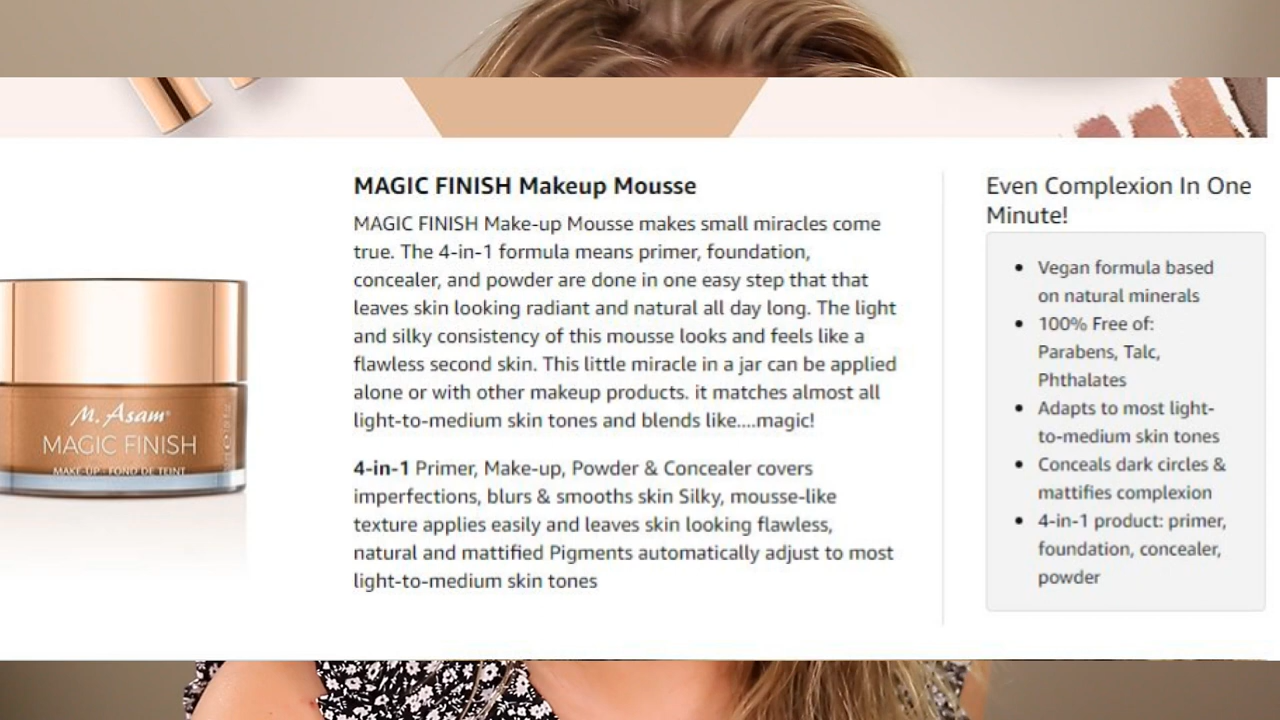 M. Asam®
MAGIC FINISH
MAKE-UP · FOND DE TEINT
MAGIC FINISH Makeup Mousse
MAGIC FINISH Make-up Mousse makes small miracles come
true. The 4-in-1 formula means primer, foundation,
concealer, and powder are done in one easy step that that
leaves skin looking radiant and natural all day long. The light
and silky consistency of this mousse looks and feels like a
flawless second skin. This little miracle in a jar can be applied
alone or with other makeup products. it matches almost all
light-to-medium skin tones and blends like....magic!
4-in-1 Primer, Make-up, Powder & Concealer covers
imperfections, blurs & smooths skin Silky, mousse-like
texture applies easily and leaves skin looking flawless,
natural and mattified Pigments automatically adjust to most
light-to-medium skin tones
Even Complexion In One
Minute!
• Vegan formula based
on natural minerals
• 100% Free of:
Parabens, Talc,
Phthalates
• Adapts to most light-
to-medium skin tones
• Conceals dark circles &
mattifies complexion
• 4-in-1 product: primer,
foundation, concealer,
powder